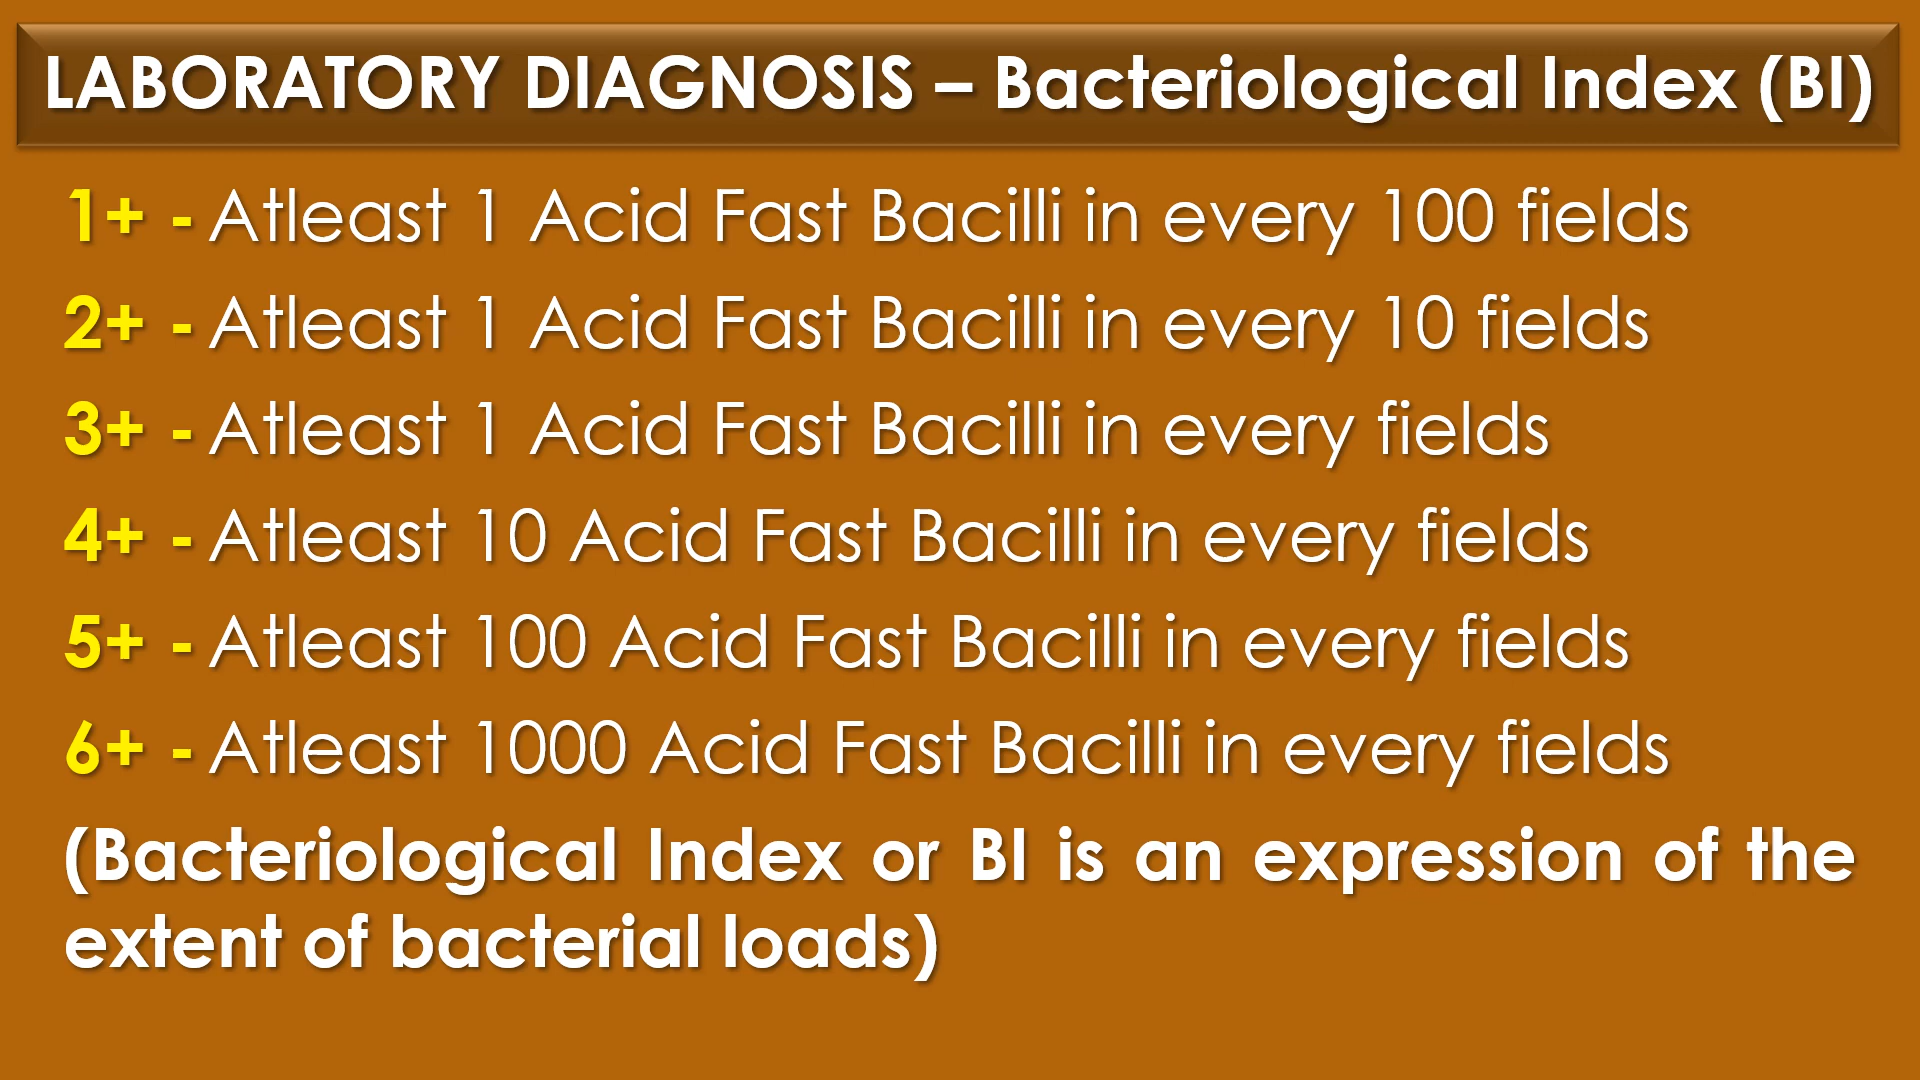 LABORATORY DIAGNOSIS – Bacteriological Index (BI)
1+ - Atleast 1 Acid Fast Bacilli in every 100 fields
2+ - Atleast 1 Acid Fast Bacilli in every 10 fields
3+ - Atleast 1 Acid Fast Bacilli in every fields
4+ - Atleast 10 Acid Fast Bacilli in every fields
5+ - Atleast 100 Acid Fast Bacilli in every fields
6+ - Atleast 1000 Acid Fast Bacilli in every fields
(Bacteriological Index or BI is an expression of the
extent of bacterial loads)